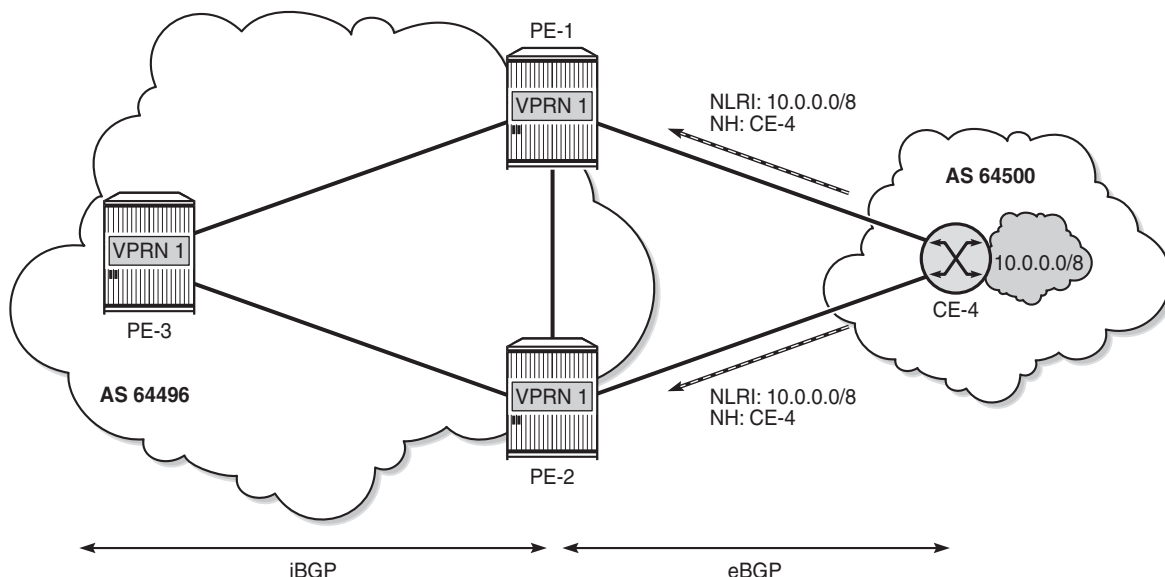 PE-1
VPRN 1
NLRI: 10.0.0.0/8
NH: CE-4
AS 64500
VPRN 1
10.0.0.0/8
PE-3
CE-4
AS 64496
VPRN 1
NLRI: 10.0.0.0/8
NH: CE-4
PE-2
iBGP
eBGP